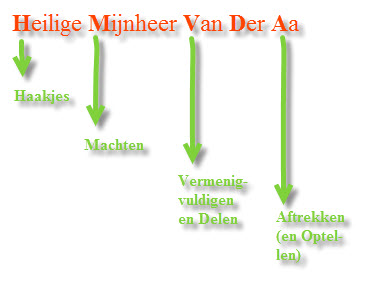 Heilige Mijnheer Van Der Aa
Haakjes
Machten
Vermenig-
vuldigen
en Delen
Aftrekken
(en Optel-
len)